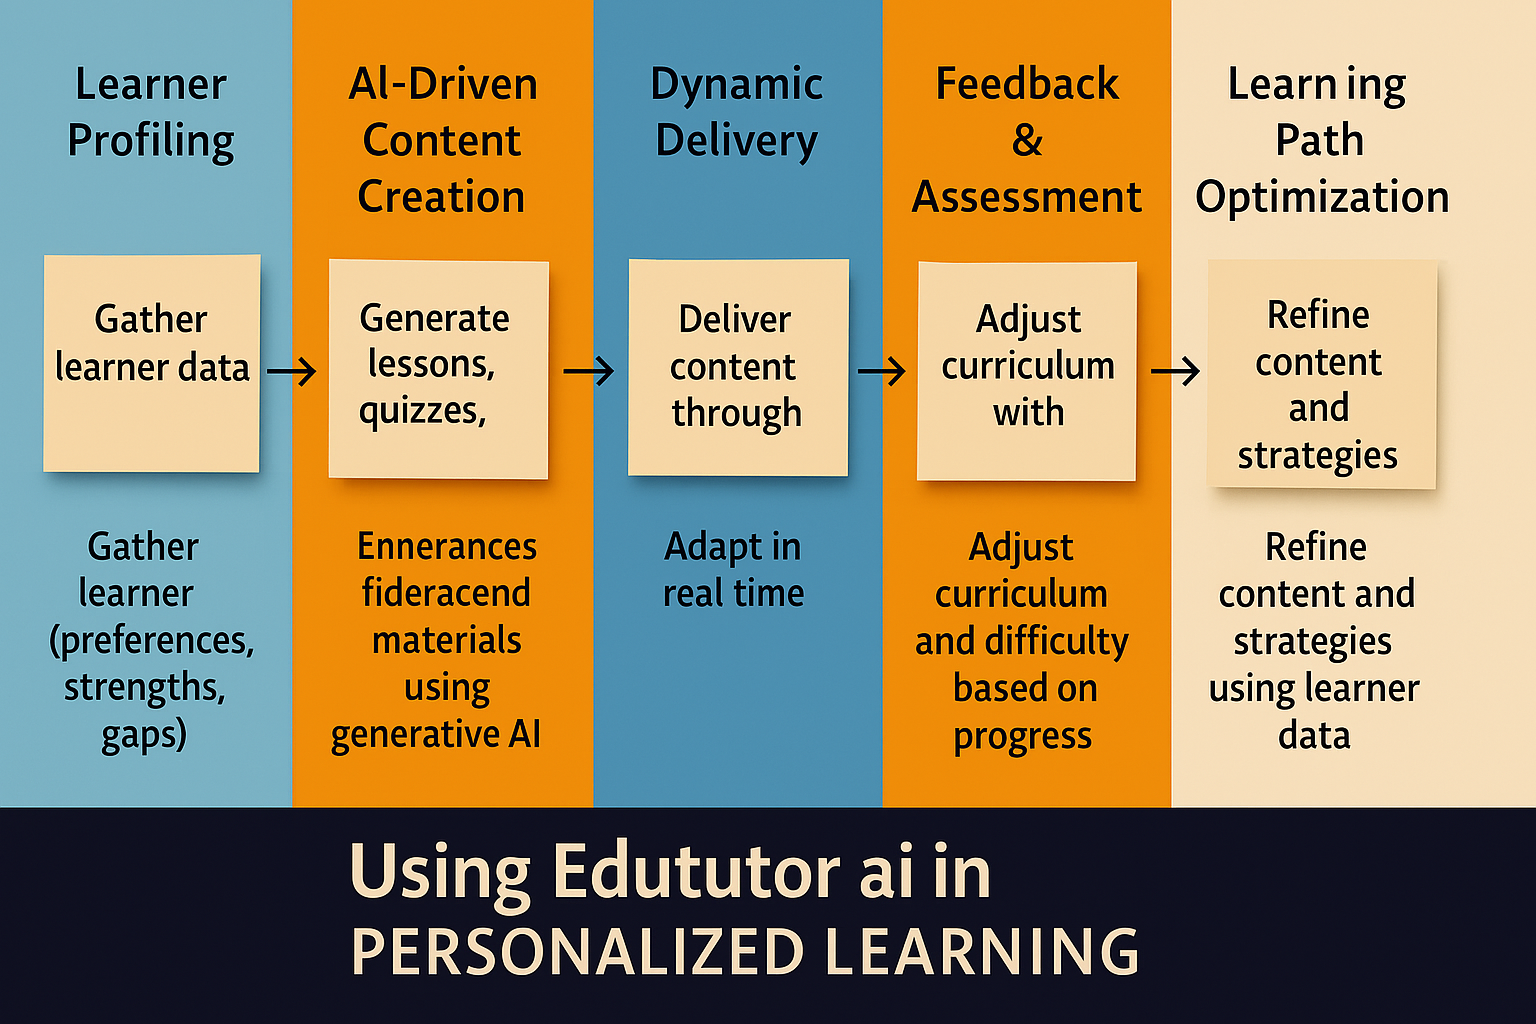 Learner
Profiling
AI-Driven
Content
Creation
Dynamic
Delivery
Feedback
&
Assessment
Learn ing
Path
Optimization
Gather
learner data
Generate
lessons,
quizzes,
Deliver
content
through
Adjust
curriculum
with
Refine
content
and
strategies
Gather
learner
(preferences,
strengths,
gaps)
Ennerances
fideracend
materials
using
generative AI
Adapt in
real time
Adjust
curriculum
and difficulty
based on
progress
Refine
content and
strategies
using learner
data
Using Edututor ai in
PERSONALIZED LEARNING